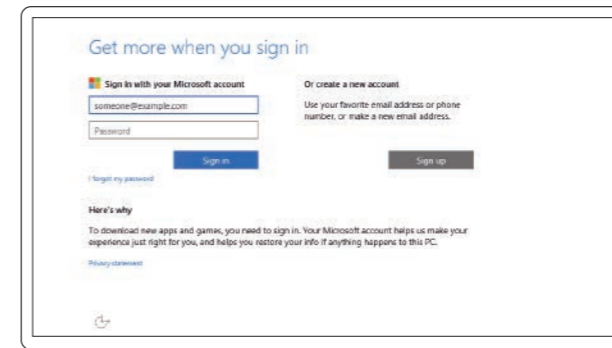 Get more when you sign in
Sign in with your Microsoft account
someone@example.com
Password
Sign in
I forgot my password
Or create a new account
Use your favorite email address or phone
number, or make a new email address.
Sign up
Here's why
To download new apps and games, you need to sign in. Your Microsoft account helps us make your
experience just right for you, and helps you restore your info if anything happens to this PC.
Privacy statement